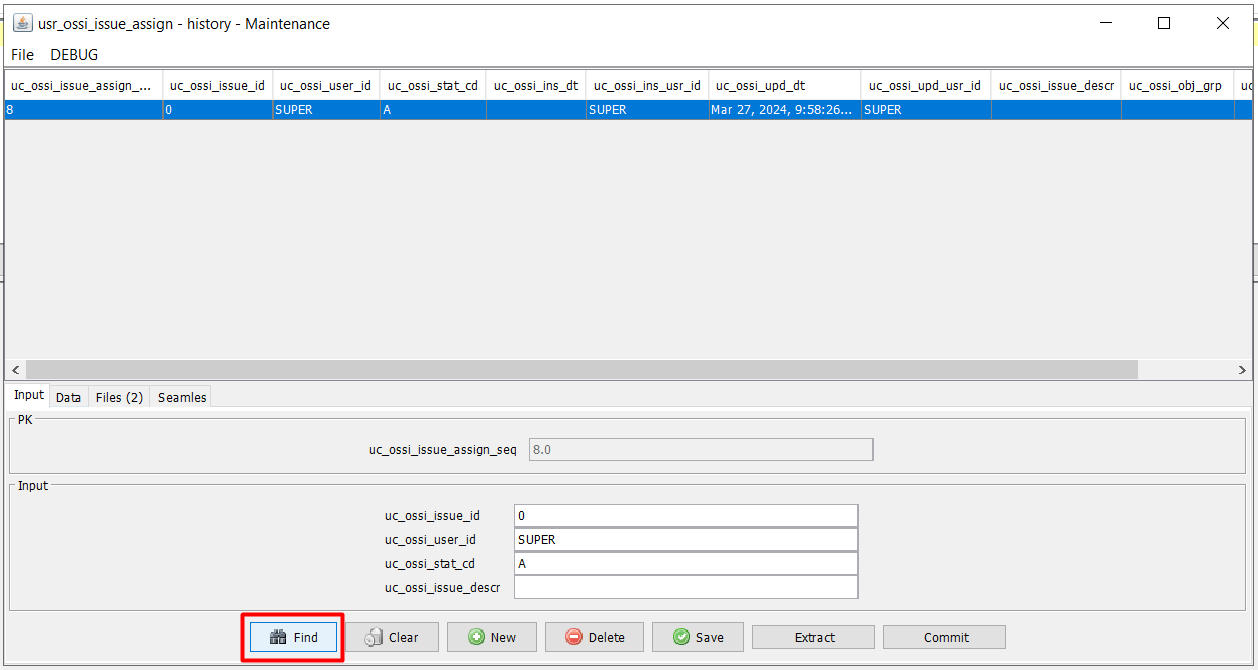 usr_ossi_issue_assign - history - Maintenance
File DEBUG
uc_ossi_issue_assign_... uc_ossi_issue_id uc_ossi_user_id uc_ossi_stat_cd uc_ossi_ins_dt uc_ossi_ins_usr_id uc_ossi_upd_dt uc_ossi_upd_usr_id uc_ossi_issue_descr uc_ossi_obj_grp uc
8 0 SUPER A SUPER Mar 27, 2024, 9:58:26... SUPER
Input Data Files (2) Seamles
PK
uc_ossi_issue_assign_seq 8.0
Input
uc_ossi_issue_id 0
uc_ossi_user_id SUPER
uc_ossi_stat_cd A
uc_ossi_issue_descr
Find Clear New Delete Save Extract Commit